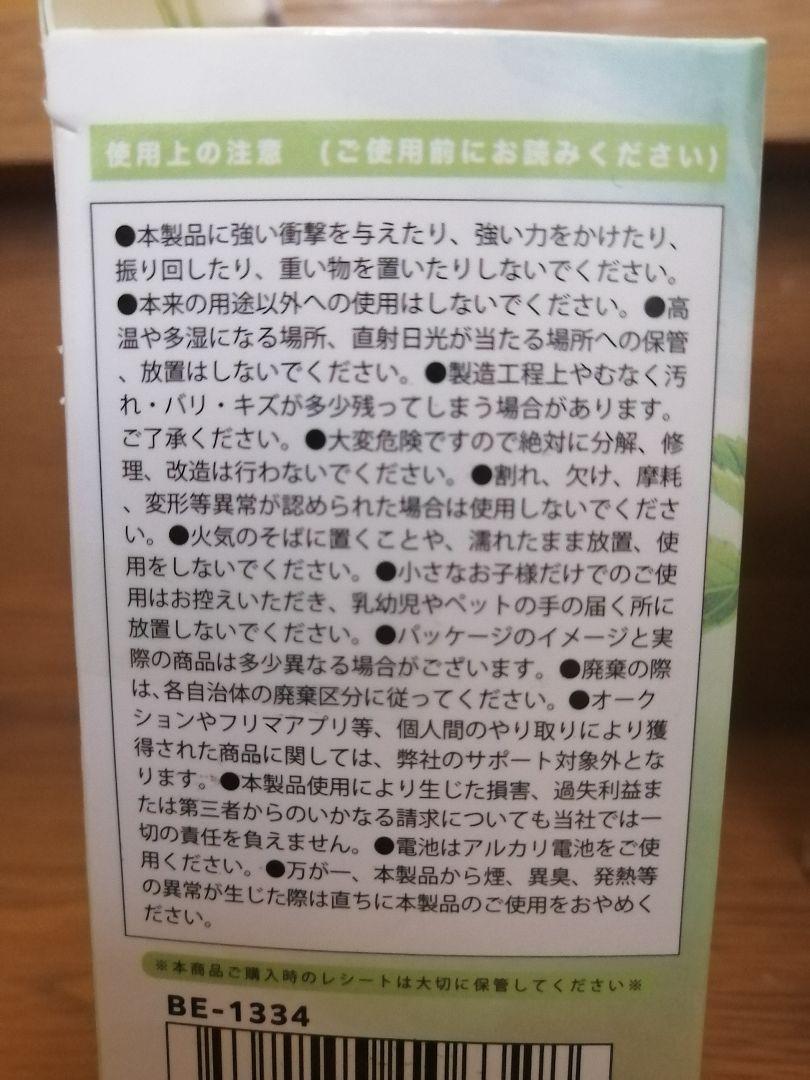 使用上の注意　(ご使用前にお読みください)
●本製品に強い衝撃を与えたり、強い力をかけたり、
振り回したり、重い物を置いたりしないでください。
●本来の用途以外への使用はしないでください。●高
温や多湿になる場所、直射日光が当たる場所への保管
、放置はしないでください。●製造工程上やむなく汚
れ・バリ・キズが多少残ってしまう場合があります。
ご了承ください。●大変危険ですので絶対に分解、修
理、改造は行わないでください。●割れ、欠け、摩耗
、変形等異常が認められた場合は使用しないでくださ
い。●火気のそばに置くことや、濡れたまま放置、使
用をしないでください。●小さなお子様だけでのご使
用はお控えいただき、乳幼児やペットの手の届く所に
放置しないでください。●パッケージのイメージと実
際の商品は多少異なる場合がございます。●廃棄の際
は、各自治体の廃棄区分に従ってください。●オーク
ションやフリマアプリ等、個人間のやり取りにより獲
得された商品に関しては、弊社のサポート対象外とな
ります。●本製品使用により生じた損害、過失利益ま
たは第三者からのいかなる請求についても当社では一
切の責任を負えません。●電池はアルカリ電池をご使
用ください。●万が一、本製品から煙、異臭、発熱等
の異常が生じた際は直ちに本製品のご使用をおやめく
ださい。
※本商品ご購入時のレシートは大切に保管してください※
BE-1334